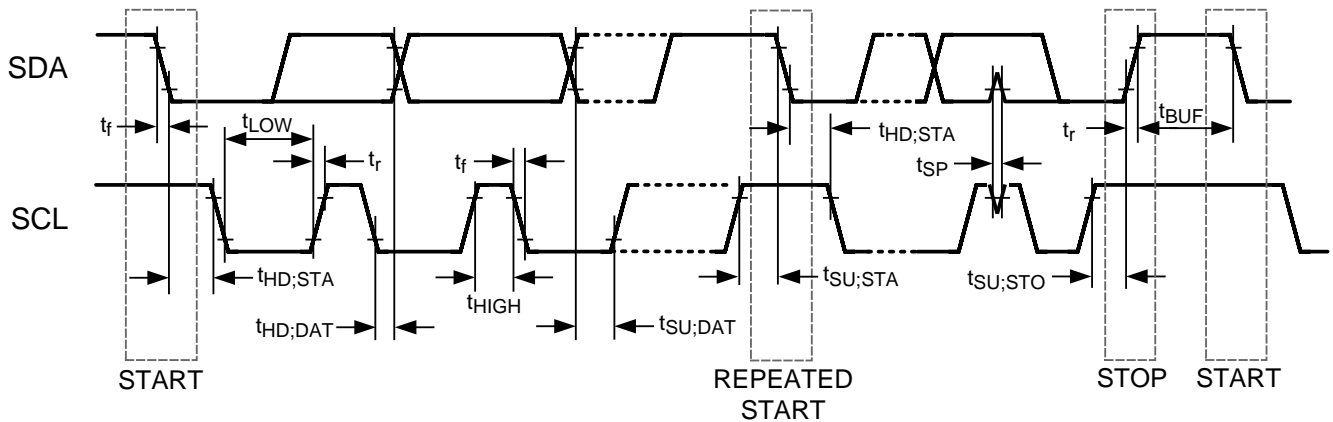 SDA
t_f
t_LOW
t_r
t_f
t_HD;STA
t_SP
t_r
t_BUF
SCL
t_HD;STA
t_HD;DAT
t_HIGH
t_SU;DAT
t_SU;STA
t_SU;STO
START
REPEATED
START
STOP
START